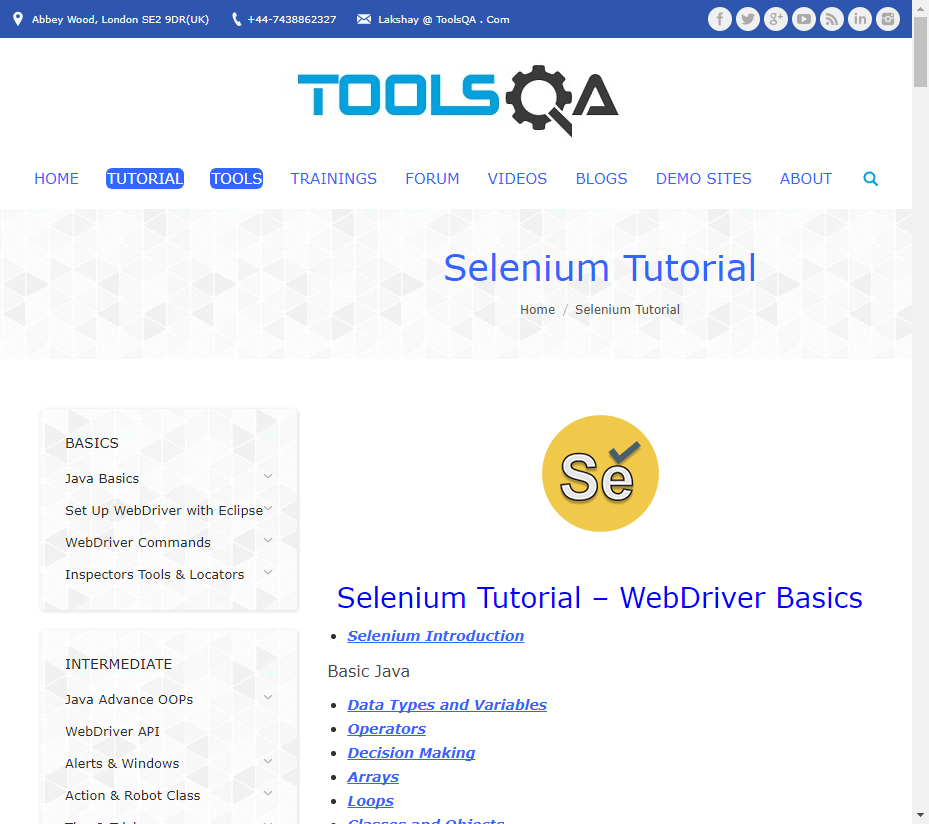 Abbey Wood, London SE2 9DR(UK) +44-7438862327 Lakshay @ ToolsQA . Com
TOOLSQA
HOME TUTORIAL TOOLS TRAININGS FORUM VIDEOS BLOGS DEMO SITES ABOUT
Selenium Tutorial
Home / Selenium Tutorial
BASICS
Java Basics
Set Up WebDriver with Eclipse
WebDriver Commands
Inspectors Tools & Locators
INTERMEDIATE
Java Advance OOPs
WebDriver API
Alerts & Windows
Action & Robot Class
Se
Selenium Tutorial – WebDriver Basics
Selenium Introduction
Basic Java
Data Types and Variables
Operators
Decision Making
Arrays
Loops
Classes and Objects